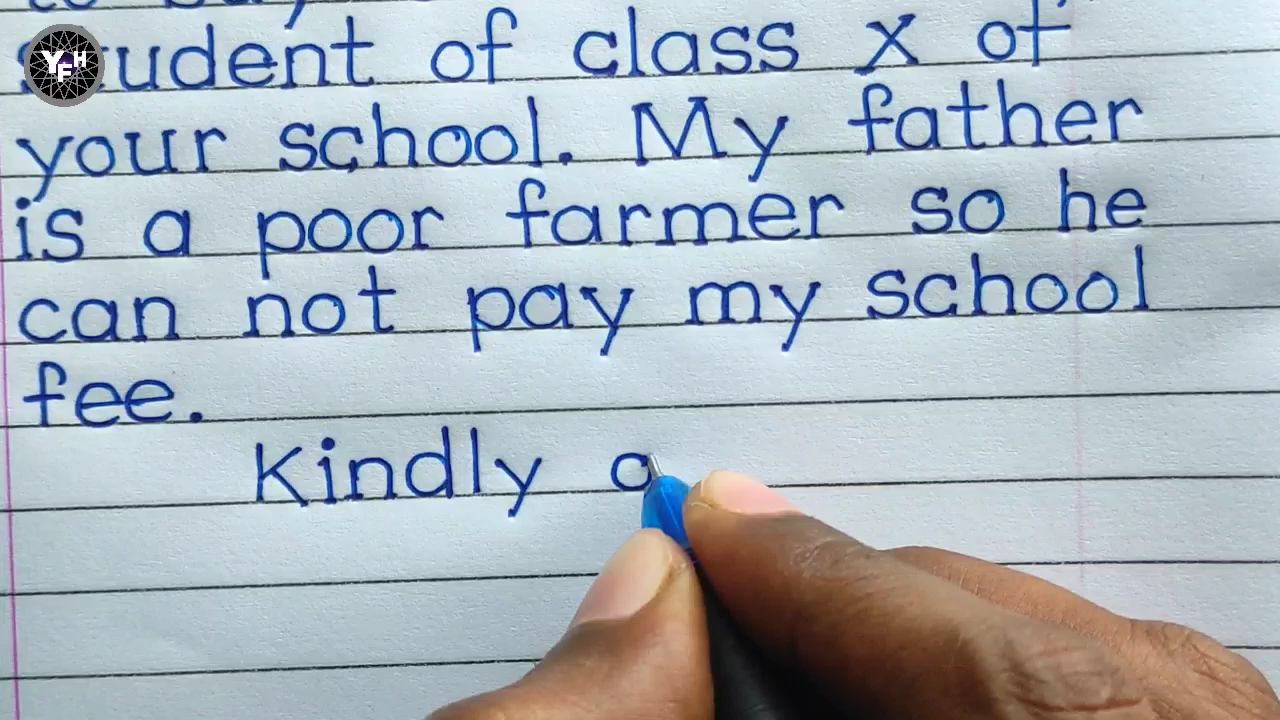 student of class x of
your school. My father
is a poor farmer so he
can not pay my school
fee.
Kindly a
YFH